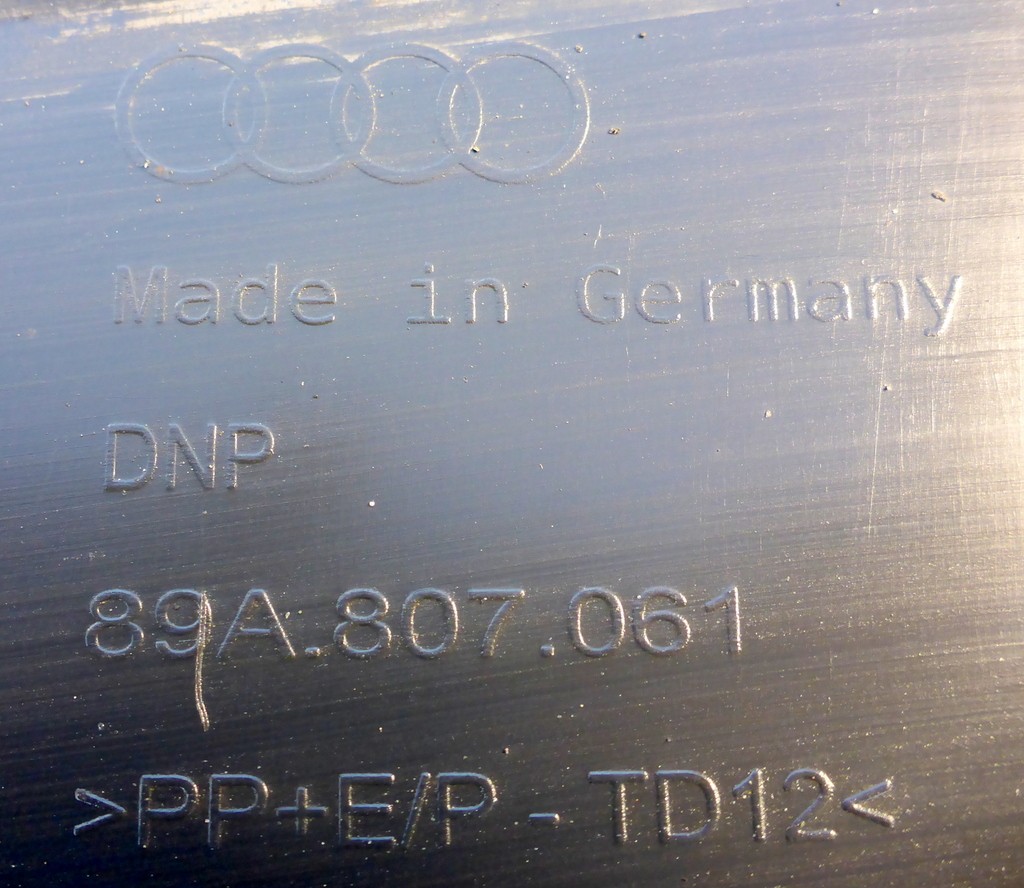 Made in Germany
DNP
89A.807.061
>PP+E/P - TD12<